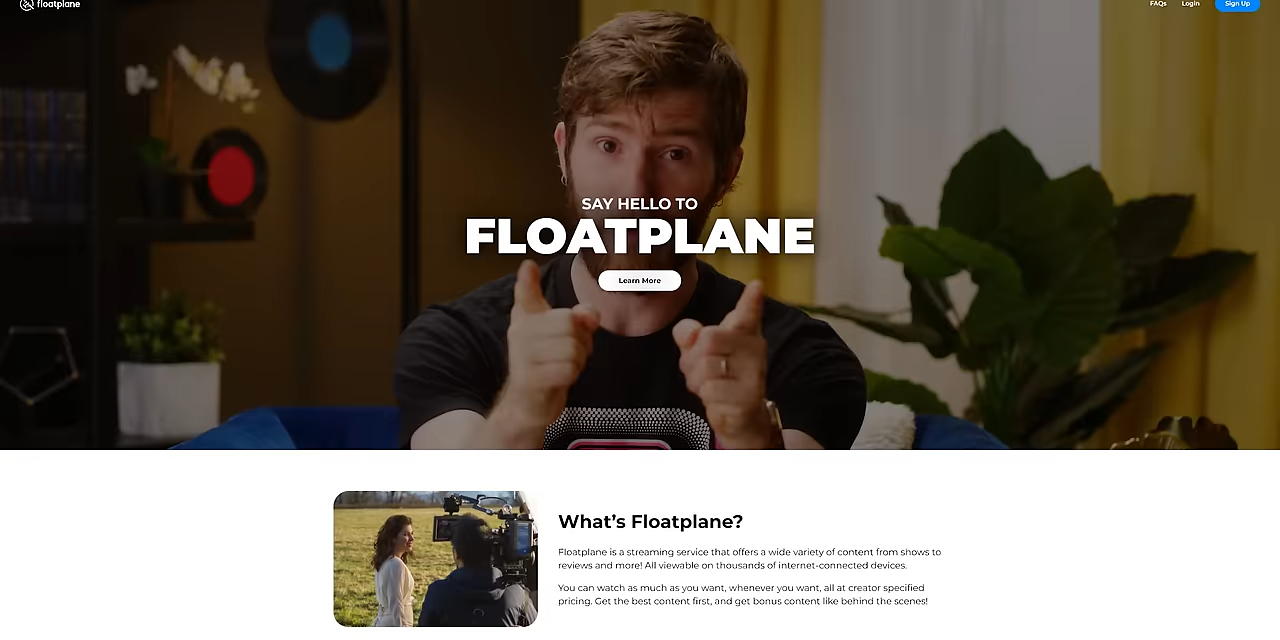 floatplane
FAQs Login Sign Up
SAY HELLO TO
FLOATPLANE
Learn More
What’s Floatplane?
Floatplane is a streaming service that offers a wide variety of content from shows to
reviews and more! All viewable on thousands of internet-connected devices.
You can watch as much as you want, whenever you want, all at creator specified
pricing. Get the best content first, and get bonus content like behind the scenes!